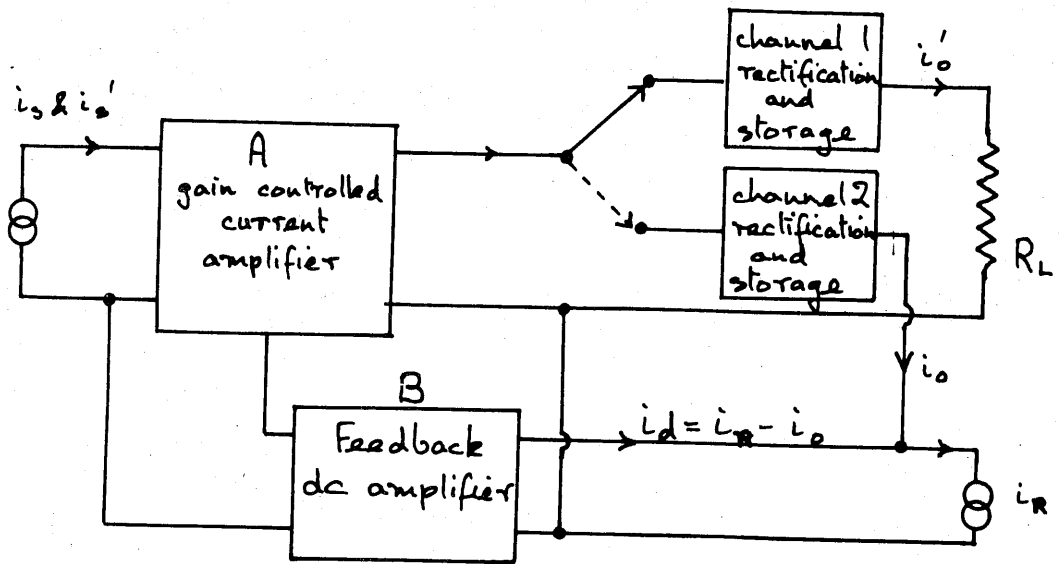 i_s & i_s'
A
gain controlled
current
amplifier
channel 1
rectification
and
storage
i_o'
channel 2
rectification
and
storage
R_L
i_o
B
Feedback
dc amplifier
i_d = i_R - i_o
i_R